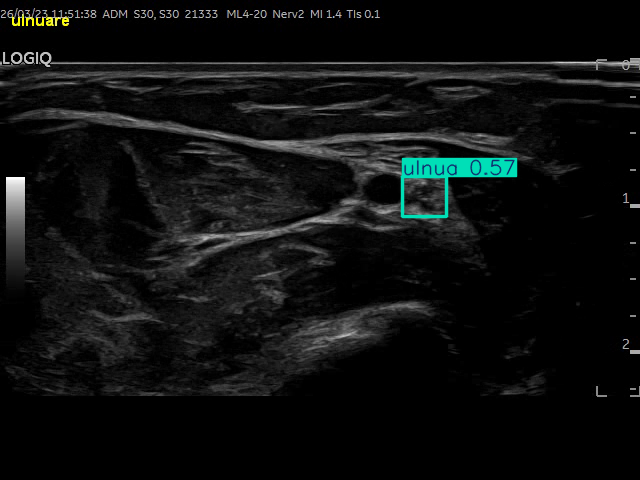 26/03/23 11:51:38 ADM S30, S30 21333 ML4-20 Nerv2 MI 1.4 TIs 0.1
ulnuare
LOGIQ
0
ulnua 0.57
1
2